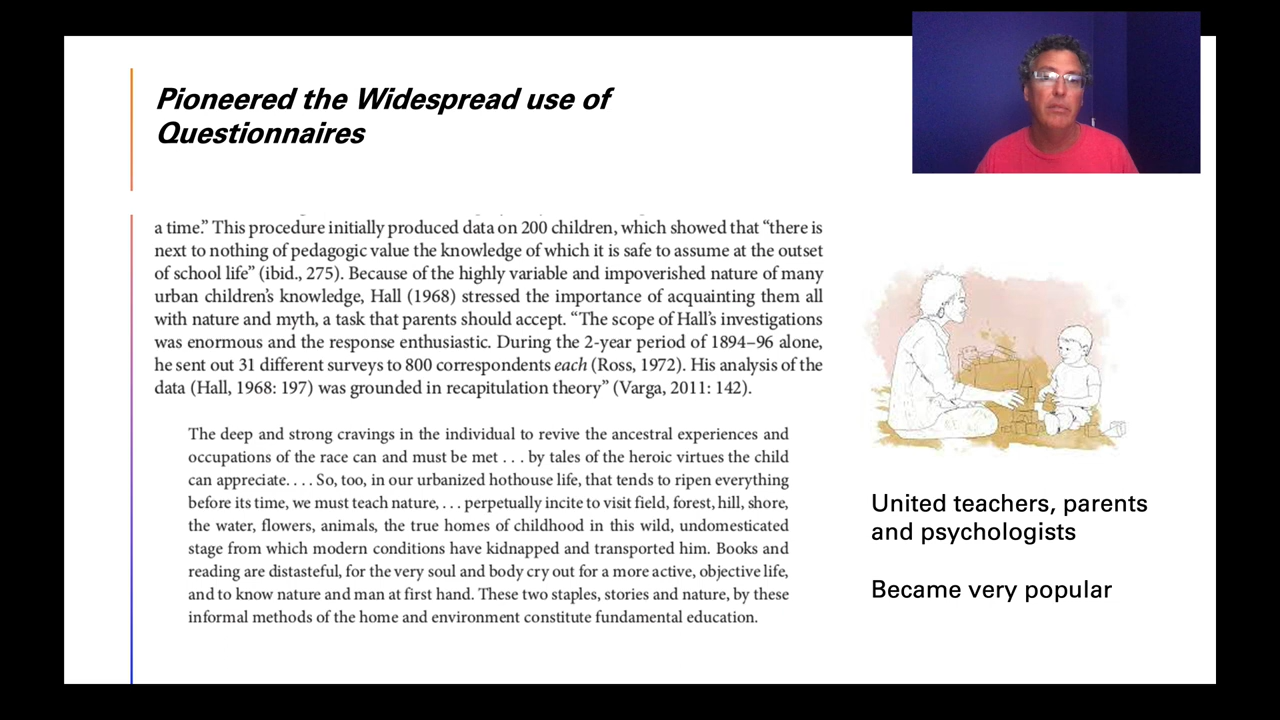 Pioneered the Widespread use of
Questionnaires
a time.” This procedure initially produced data on 200 children, which showed that “there is
next to nothing of pedagogic value the knowledge of which it is safe to assume at the outset
of school life” (ibid., 275). Because of the highly variable and impoverished nature of many
urban children’s knowledge, Hall (1968) stressed the importance of acquainting them all
with nature and myth, a task that parents should accept. “The scope of Hall’s investigations
was enormous and the response enthusiastic. During the 2-year period of 1894–96 alone,
he sent out 31 different surveys to 800 correspondents each (Ross, 1972). His analysis of the
data (Hall, 1968: 197) was grounded in recapitulation theory” (Varga, 2011: 142).
The deep and strong cravings in the individual to revive the ancestral experiences and
occupations of the race can and must be met . . . by tales of the heroic virtues the child
can appreciate. . . . So, too, in our urbanized hothouse life, that tends to ripen everything
before its time, we must teach nature, . . . perpetually incite to visit field, forest, hill, shore,
the water, flowers, animals, the true homes of childhood in this wild, undomesticated
stage from which modern conditions have kidnapped and transported him. Books and
reading are distasteful, for the very soul and body cry out for a more active, objective life,
and to know nature and man at first hand. These two staples, stories and nature, by these
informal methods of the home and environment constitute fundamental education.
United teachers, parents
and psychologists
Became very popular